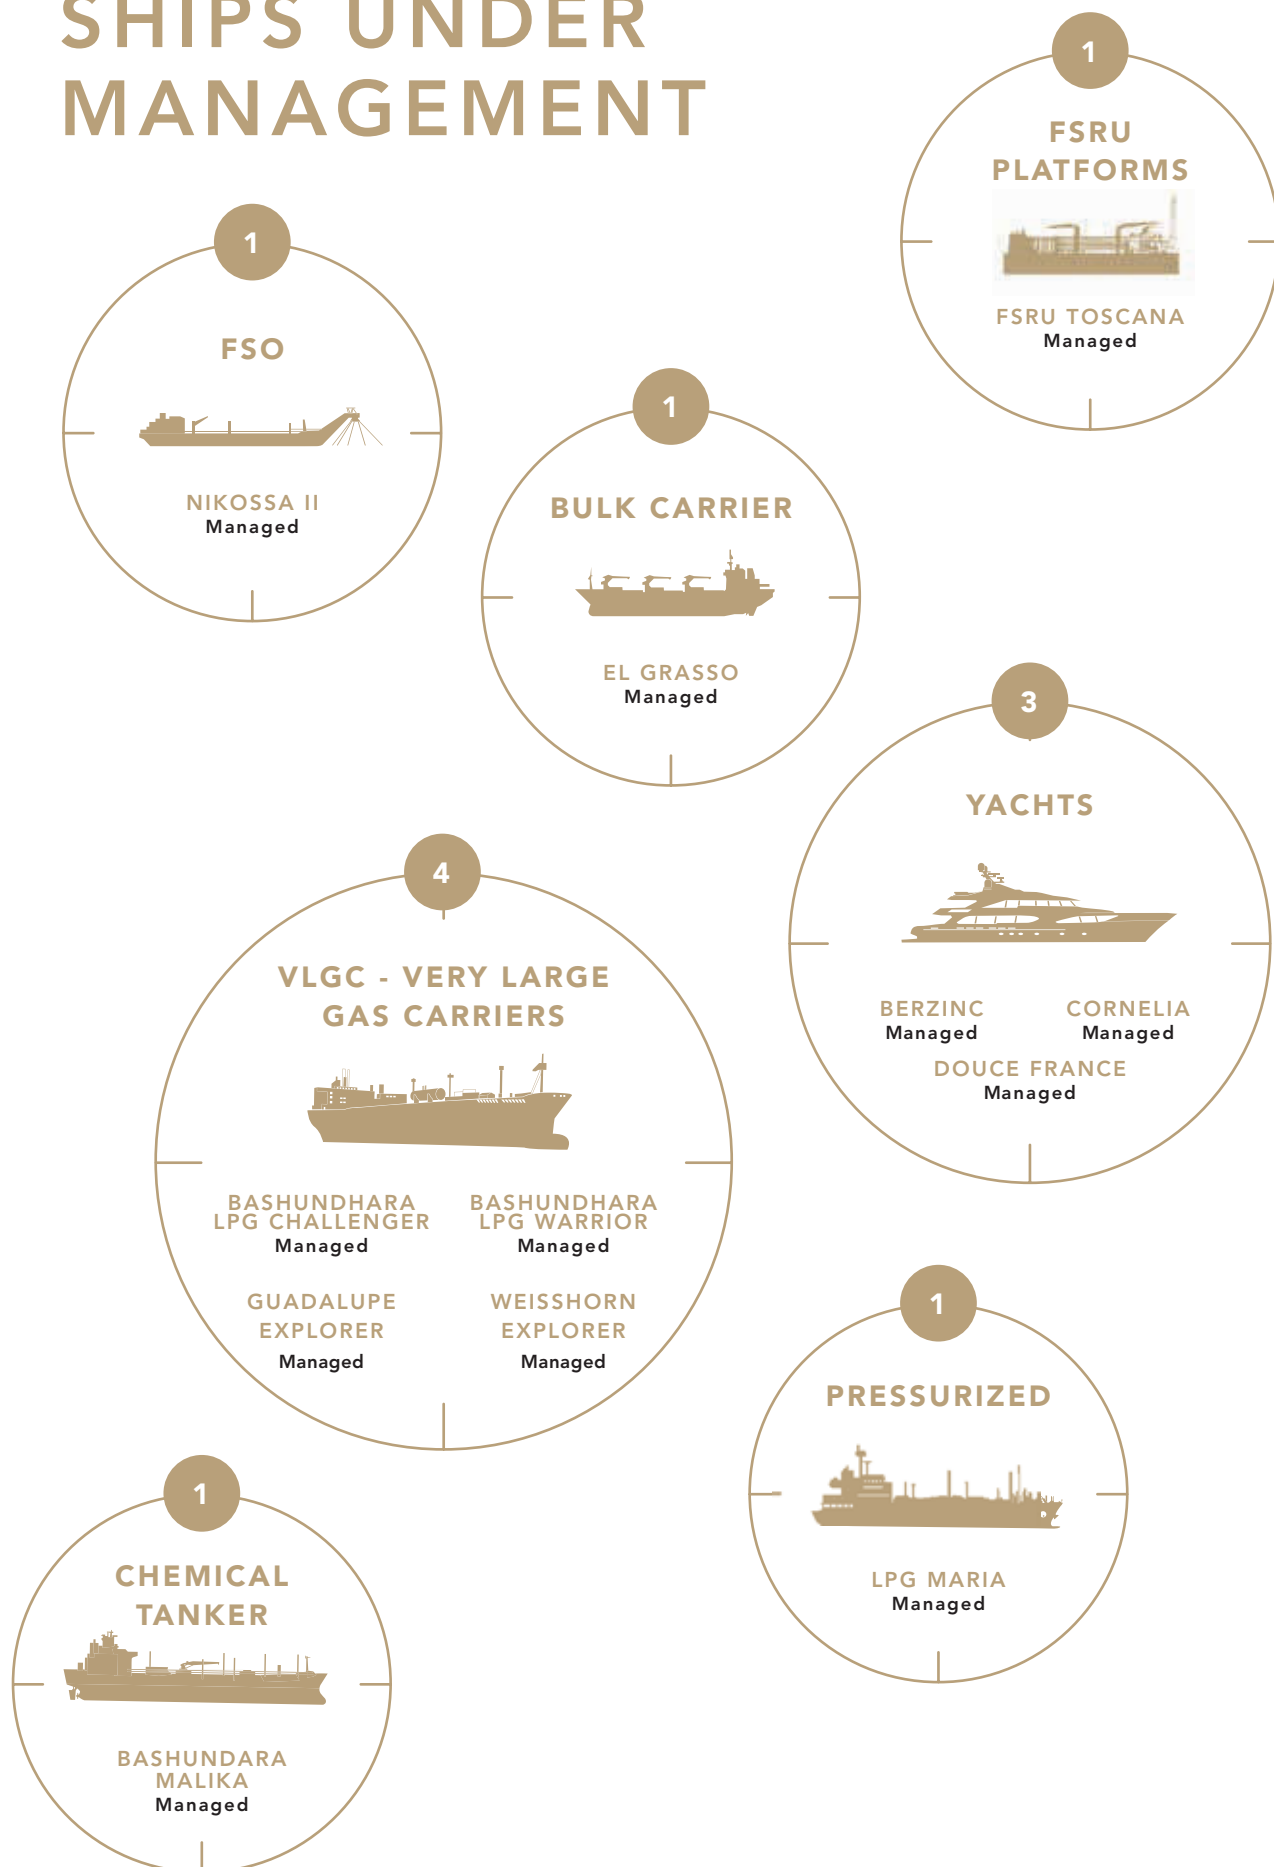 SHIPS UNDER
MANAGEMENT
1
FSRU
PLATFORMS
FSRU TOSCANA
Managed
1
FSO
NIKOSSA II
Managed
1
BULK CARRIER
EL GRASSO
Managed
3
YACHTS
BERZINC
Managed
CORNELIA
Managed
DOUCE FRANCE
Managed
4
VLGC - VERY LARGE
GAS CARRIERS
BASHUNDHARA
LPG CHALLENGER
Managed
BASHUNDHARA
LPG WARRIOR
Managed
GUADALUPE
EXPLORER
Managed
WEISSHORN
EXPLORER
Managed
1
PRESSURIZED
LPG MARIA
Managed
1
CHEMICAL
TANKER
BASHUNDARA
MALIKA
Managed